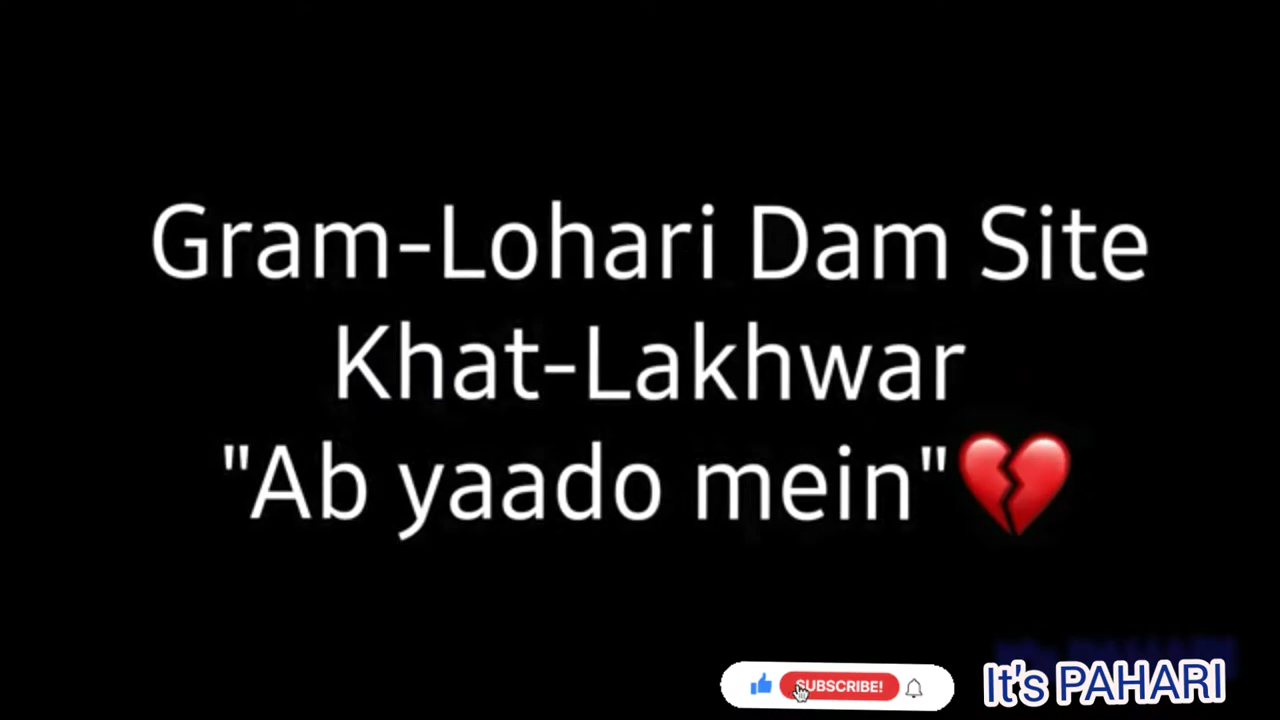 Gram-Lohari Dam Site
Khat-Lakhwar
"Ab yaado mein"💔
SUBSCRIBE!
It's PAHARI